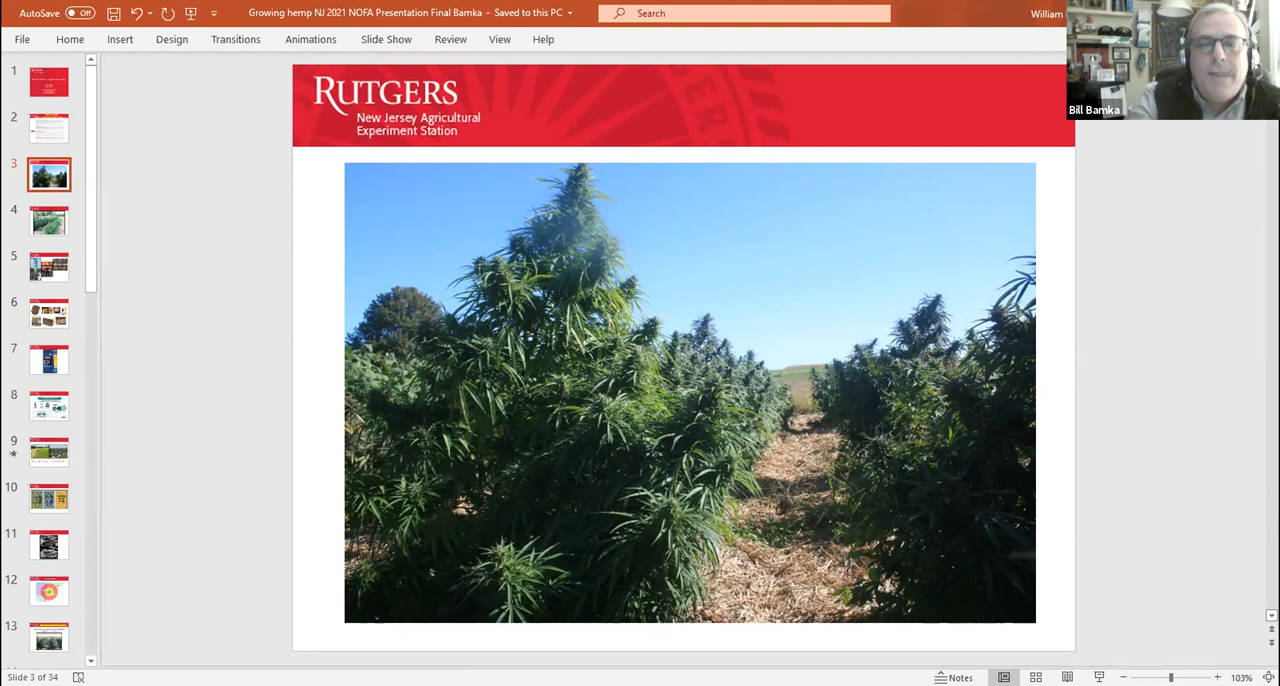 AutoSave Off Growing hemp NJ 2021 NOFA Presentation Final Bamka – Saved to this PC Search William
File Home Insert Design Transitions Animations Slide Show Review View Help
Bill Bamka
RUTGERS
New Jersey Agricultural
Experiment Station
1
2
3
4
5
6
7
8
9
10
11
12
13
Slide 3 of 34 Notes 103%